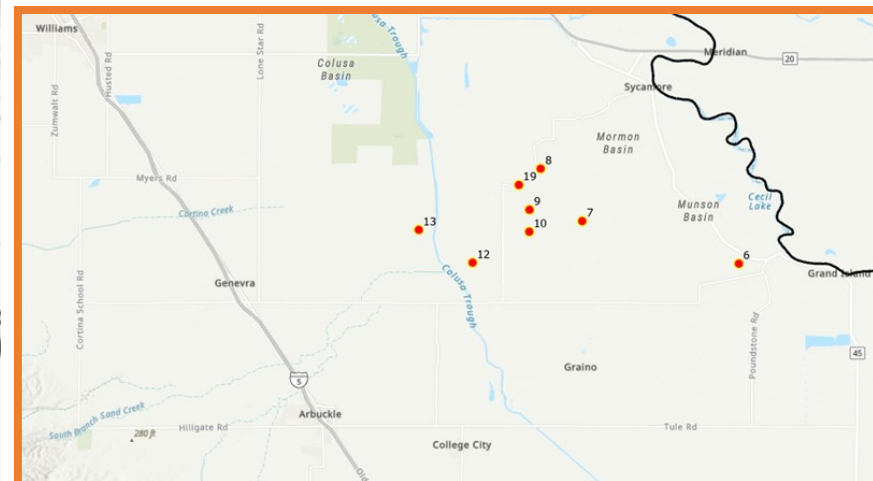 Williams
Husted Rd
Lone Star Rd
Zumwalt Rd
Colusa
Basin
Colusa Trough
Meridian
20
Sycamore
Mormon
Basin
Myers Rd
8
19
Cortina Creek
9
7
Munson
Basin
Cecil
Lake
13
10
12
6
Colusa Trough
Grand Island
Genevra
Cortina School Rd
Poundstone Rd
45
5
Graino
Arbuckle
South Branch Sand Creek
Hillgate Rd
280 ft
College City
Tule Rd
Old